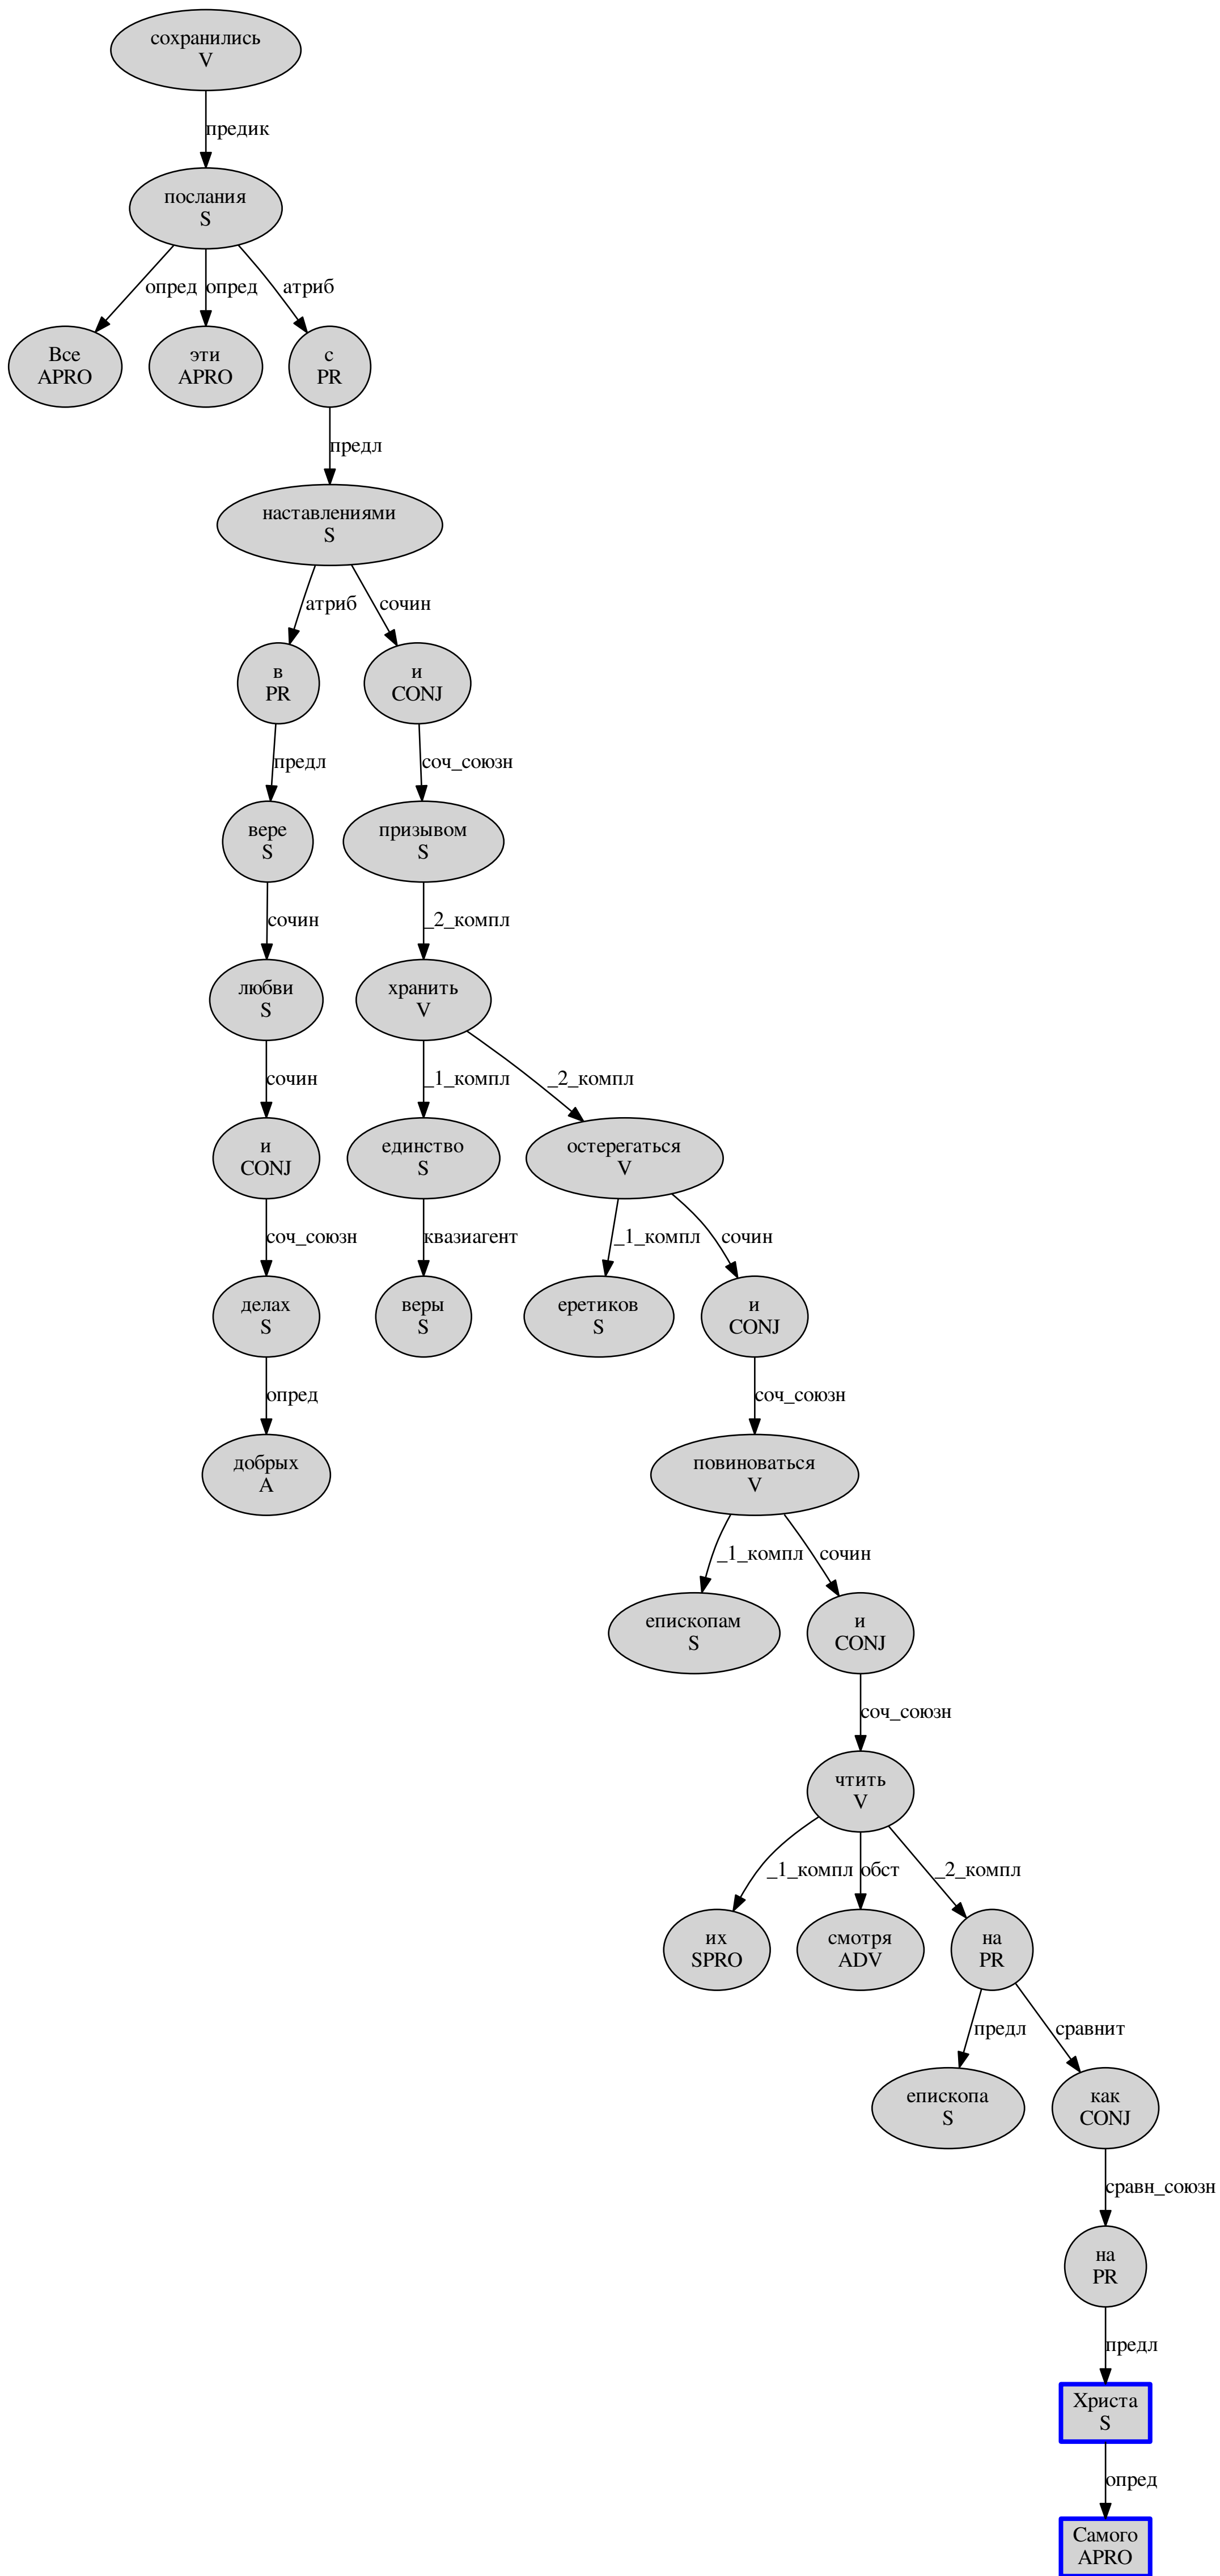 сохранились
V
предик
послания
S
опред
опред
атриб
Все
APRO
эти
APRO
с
PR
предл
наставлениями
S
атриб
сочин
в
PR
и
CONJ
предл
соч_союзн
вере
S
призывом
S
сочин
_2_компл
любви
S
хранить
V
сочин
_1_компл
_2_компл
и
CONJ
единство
S
остерегаться
V
соч_союзн
квазиагент
_1_компл
сочин
делах
S
веры
S
еретиков
S
и
CONJ
опред
соч_союзн
добрых
A
повиноваться
V
_1_компл
сочин
епископам
S
и
CONJ
соч_союзн
чтить
V
_1_компл
обст
_2_компл
их
SPRO
смотря
ADV
на
PR
предл
сравнит
епископа
S
как
CONJ
сравн_союзн
на
PR
предл
Христа
S
опред
Самого
APRO